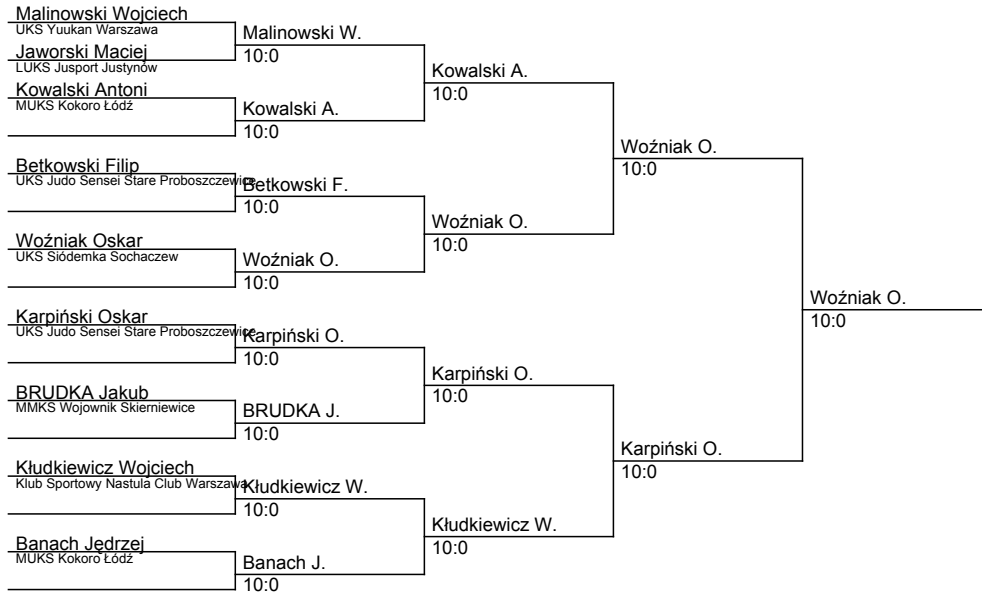 Malinowski Wojciech
UKS Yuukan Warszawa
Jaworski Maciej
LUKS Jusport Justynów
Kowalski Antoni
MUKS Kokoro Łódź
Betkowski Filip
UKS Judo Sensei Stare Proboszczewice
Woźniak Oskar
UKS Siódemka Sochaczew
Karpiński Oskar
UKS Judo Sensei Stare Proboszczewice
BRUDKA Jakub
MMKS Wojownik Skierniewice
Kłudkiewicz Wojciech
Klub Sportowy Nastula Club Warszawa
Banach Jędrzej
MUKS Kokoro Łódź
Malinowski W.
10:0
Kowalski A.
10:0
Betkowski F.
10:0
Woźniak O.
10:0
Karpiński O.
10:0
BRUDKA J.
10:0
Kłudkiewicz W.
10:0
Banach J.
10:0
Kowalski A.
10:0
Woźniak O.
10:0
Karpiński O.
10:0
Kłudkiewicz W.
10:0
Woźniak O.
10:0
Karpiński O.
10:0
Woźniak O.
10:0